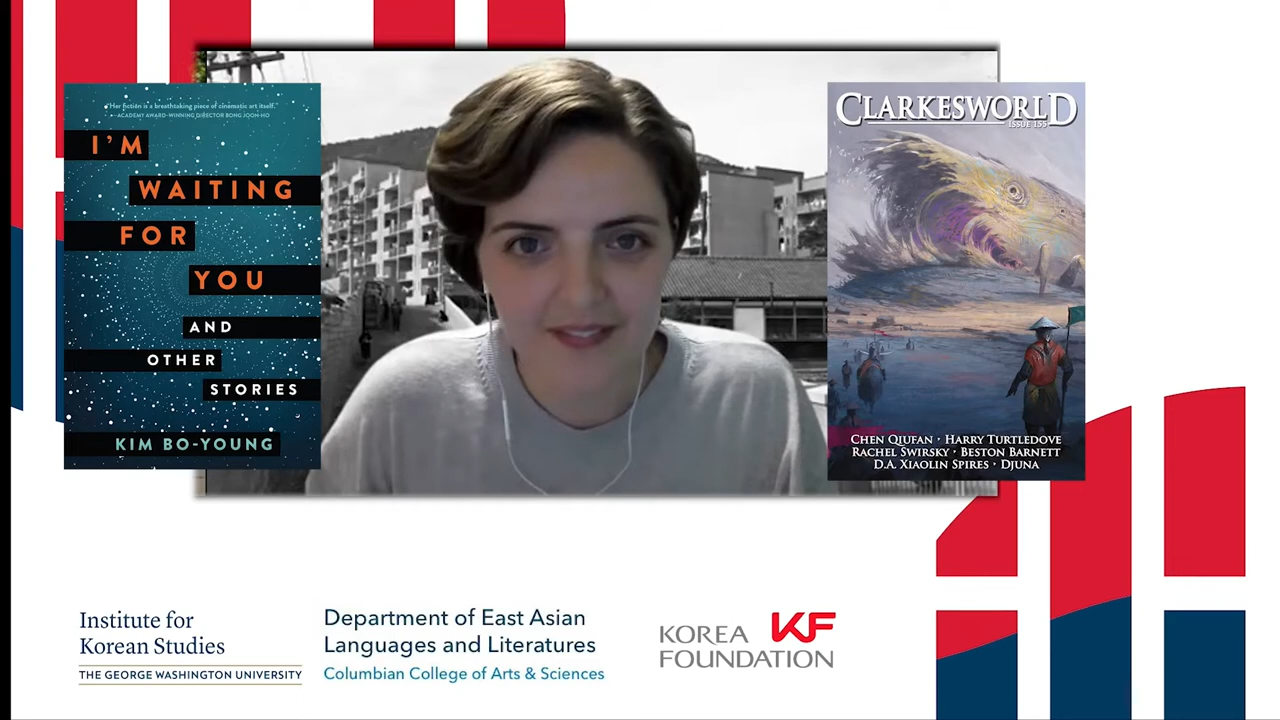 "Her fiction is a breathtaking piece of cinematic art itself."
—ACADEMY AWARD-WINNING DIRECTOR BONG JOON-HO
I'M
WAITING
FOR
YOU
AND
OTHER
STORIES
KIM BO-YOUNG
CLARKESWORLD
ISSUE 155
CHEN QIUFAN • HARRY TURTLEDOVE
RACHEL SWIRSKY • BESTON BARNETT
D.A. XIAOLIN SPIRES • DJUNA
Institute for
Korean Studies
THE GEORGE WASHINGTON UNIVERSITY
Department of East Asian
Languages and Literatures
Columbian College of Arts & Sciences
KOREA KF
FOUNDATION